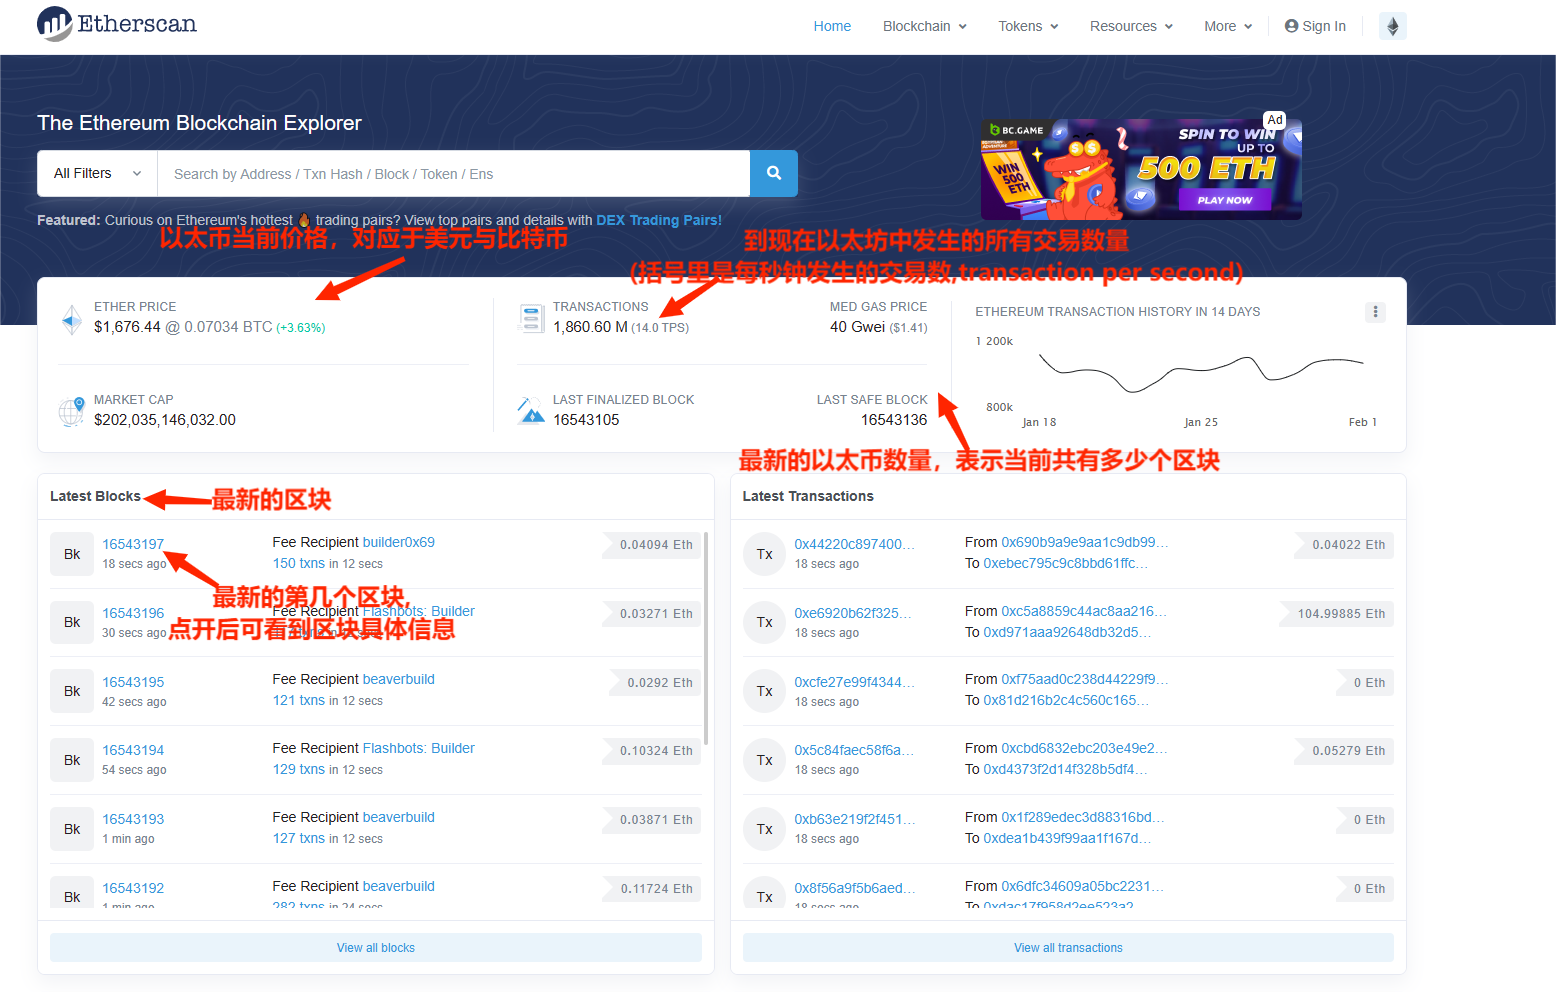 Etherscan
Home Blockchain Tokens Resources More Sign In
The Ethereum Blockchain Explorer
All Filters Search by Address / Txn Hash / Block / Token / Ens
Featured: Curious on Ethereum's hottest 🔥 trading pairs? View top pairs and details with DEX Trading Pairs!
Ad
BC.GAME
WIN 500 ETH
SPIN TO WIN
UP TO
500 ETH
PLAY NOW
以太币当前价格，对应于美元与比特币
到现在以太坊中发生的所有交易数量
(括号里是每秒钟发生的交易数,transaction per second)
ETHER PRICE
$1,676.44 @ 0.07034 BTC (+3.63%)
MARKET CAP
$202,035,146,032.00
TRANSACTIONS
1,860.60 M (14.0 TPS)
MED GAS PRICE
40 Gwei ($1.41)
LAST FINALIZED BLOCK
16543105
LAST SAFE BLOCK
16543136
ETHEREUM TRANSACTION HISTORY IN 14 DAYS
1 200k
800k
Jan 18 Jan 25 Feb 1
最新的以太币数量，表示当前共有多少个区块
Latest Blocks
最新的区块
Bk
16543197
18 secs ago
Fee Recipient builder0x69
150 txns in 12 secs
0.04094 Eth
最新的第几个区块,
点开后可看到区块具体信息
Bk
16543196
30 secs ago
Fee Recipient Flashbots: Builder
in 12 secs
0.03271 Eth
Bk
16543195
42 secs ago
Fee Recipient beaverbuild
121 txns in 12 secs
0.0292 Eth
Bk
16543194
54 secs ago
Fee Recipient Flashbots: Builder
129 txns in 12 secs
0.10324 Eth
Bk
16543193
1 min ago
Fee Recipient beaverbuild
127 txns in 12 secs
0.03871 Eth
Bk
16543192
1 min ago
Fee Recipient beaverbuild
282 txns in 24 secs
0.11724 Eth
View all blocks
Latest Transactions
Tx
0x44220c897400...
18 secs ago
From 0x690b9a9e9aa1c9db99...
To 0xebec795c9c8bbd61ffc...
0.04022 Eth
Tx
0xe6920b62f325...
18 secs ago
From 0xc5a8859c44ac8aa216...
To 0xd971aaa92648db32d5...
104.99885 Eth
Tx
0xcfe27e99f4344...
18 secs ago
From 0xf75aad0c238d44229f9...
To 0x81d216b2c4c560c165...
0 Eth
Tx
0x5c84faec58f6a...
18 secs ago
From 0xcbd6832ebc203e49e2...
To 0xd4373f2d14f328b5df4...
0.05279 Eth
Tx
0xb63e219f2f451...
18 secs ago
From 0x1f289edec3d88316bd...
To 0xdea1b439f99aa1f167d...
0 Eth
Tx
0x8f56a9f5b6aed...
18 secs ago
From 0x6dfc34609a05bc2231...
To 0xdac17f958d2ee523a2...
0 Eth
View all transactions